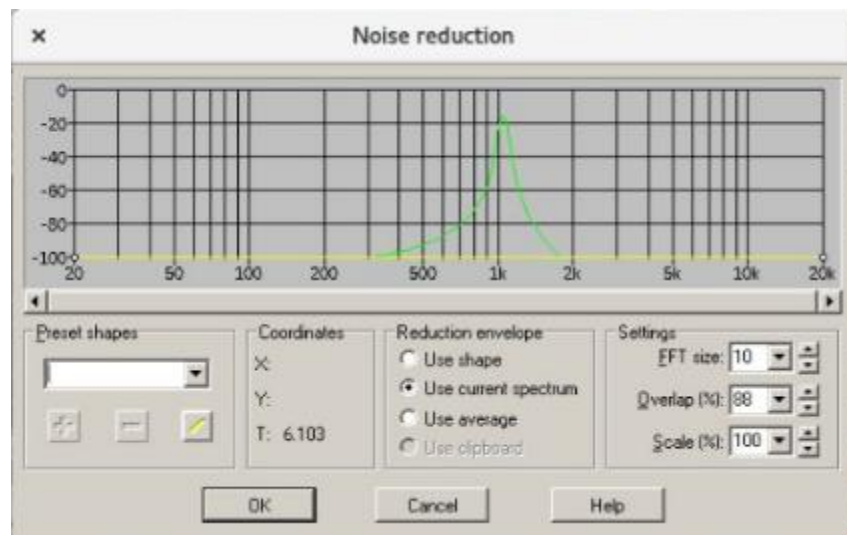 × Noise reduction
0
-20
-40
-60
-80
-100
20 50 100 200 500 1k 2k 5k 10k 20k
Preset shapes
Coordinates
X:
Y:
T: 6.103
Reduction envelope
Use shape
Use current spectrum
Use average
Use clipboard
Settings
FFT size: 10
Overlap (%): 88
Scale (%): 100
OK Cancel Help